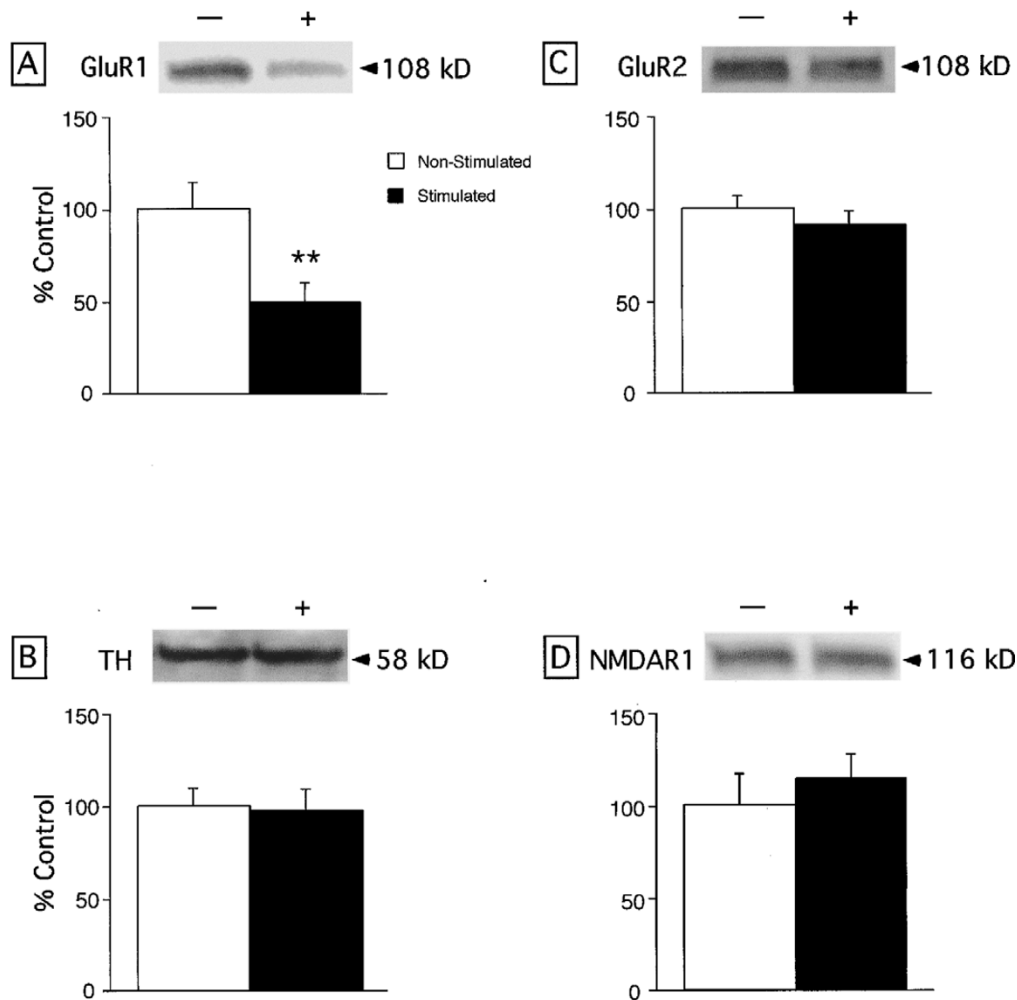 − +
A GluR1 ◄108 kD
150
100
50
0
% Control
**
Non-Stimulated
Stimulated
− +
C GluR2 ◄108 kD
150
100
50
0
− +
B TH ◄58 kD
150
100
50
0
% Control
− +
D NMDAR1 ◄116 kD
150
100
50
0